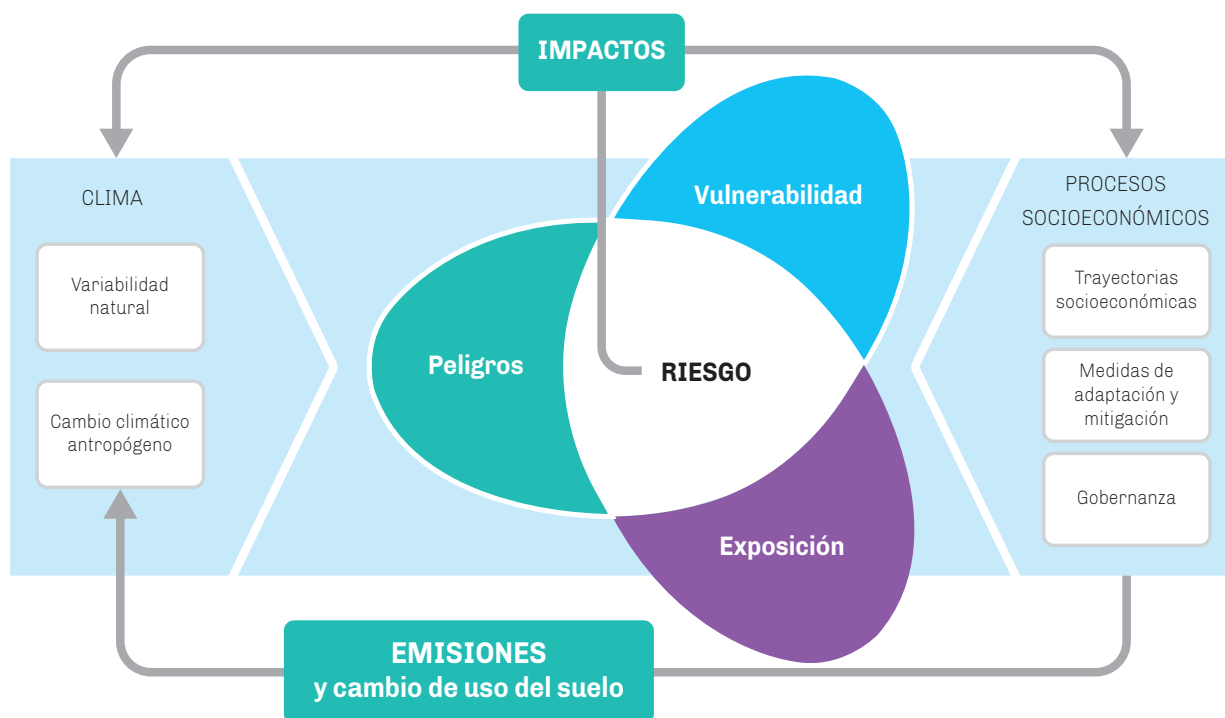 IMPACTOS
CLIMA
Variabilidad
natural
Cambio climático
antropógeno
Vulnerabilidad
Peligros
RIESGO
Exposición
PROCESOS
SOCIOECONÓMICOS
Trayectorias
socioeconómicas
Medidas de
adaptación y
mitigación
Gobernanza
EMISIONES
y cambio de uso del suelo